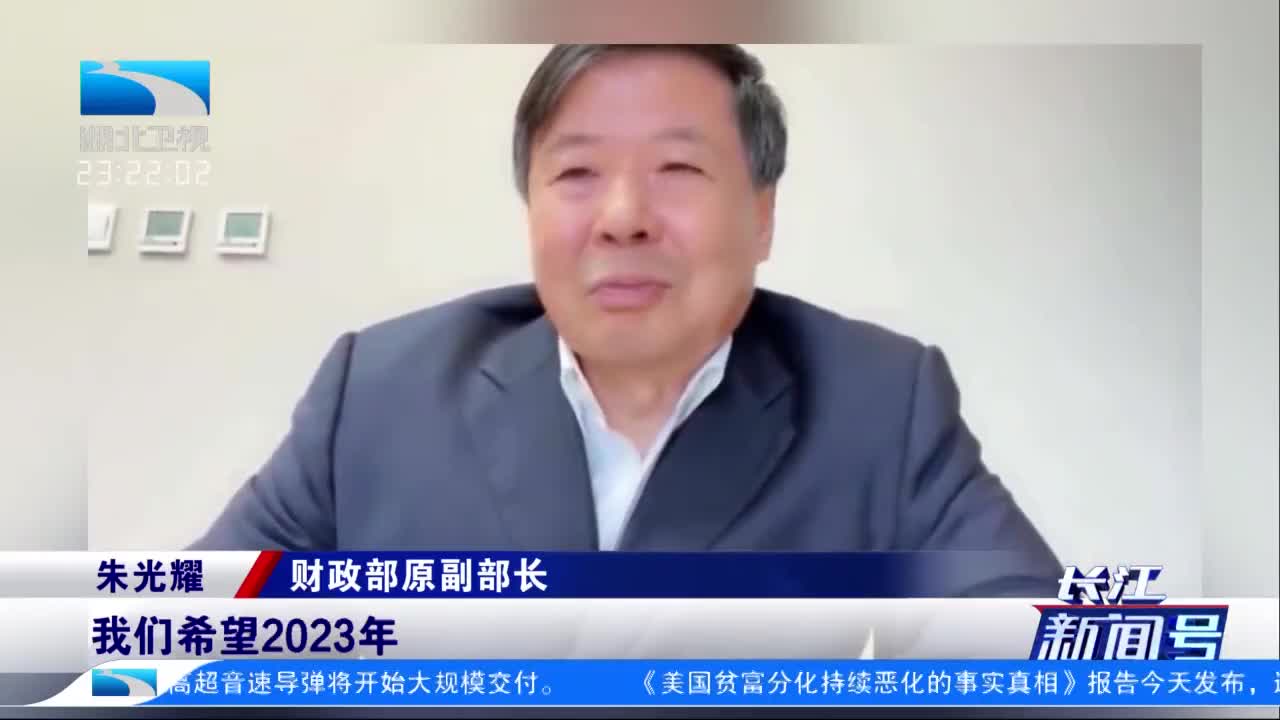 湖北卫视
23:22:02
朱光耀
财政部原副部长
我们希望2023年
长江
新闻号
高超音速导弹将开始大规模交付。 《美国贫富分化持续恶化的事实真相》报告今天发布，